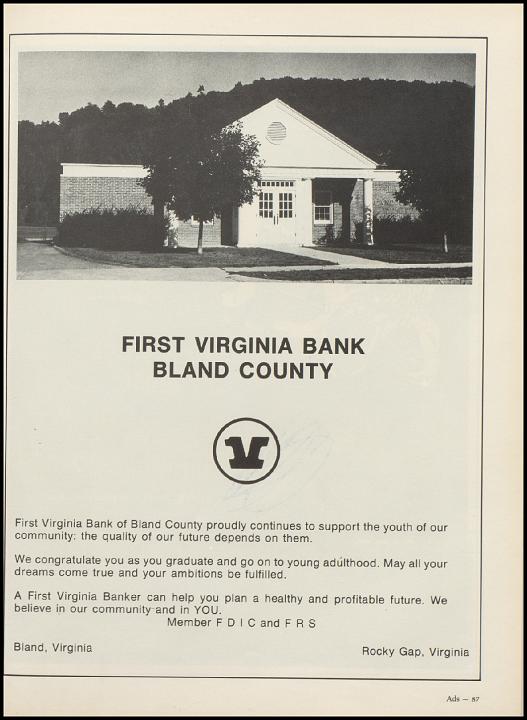 FIRST VIRGINIA BANK
BLAND COUNTY
First Virginia Bank of Bland County proudly continues to support the youth of our
community: the quality of our future depends on them.
We congratulate you as you graduate and go on to young adulthood. May all your
dreams come true and your ambitions be fulfilled.
A First Virginia Banker can help you plan a healthy and profitable future. We
believe in our community and in YOU.
Member F D I C and F R S
Bland, Virginia
Rocky Gap, Virginia
Ads — 87